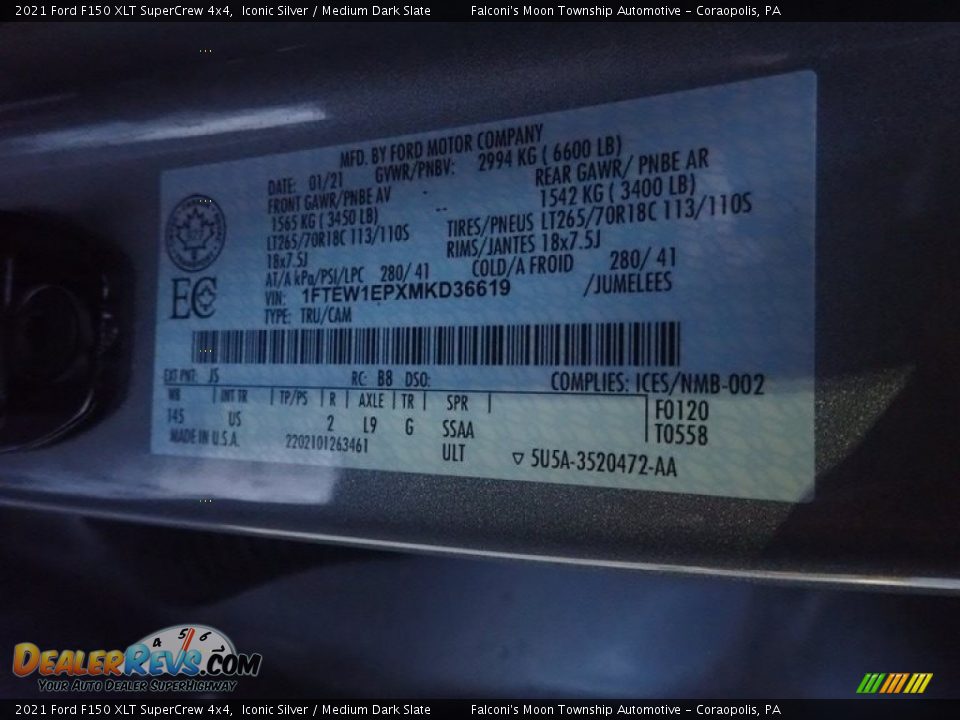 2021 Ford F150 XLT SuperCrew 4x4,  Iconic Silver / Medium Dark Slate          Falconi's Moon Township Automotive - Coraopolis, PA
MFD. BY FORD MOTOR COMPANY
DATE: 01/21 GVWR/PNBV: 2994 KG ( 6600 LB)
FRONT GAWR/PNBE AV REAR GAWR/ PNBE AR
1565 KG ( 3450 LB) 1542 KG ( 3400 LB)
LT265/70R18C 113/110S TIRES/PNEUS LT265/70R18C 113/110S
18x7.5J RIMS/JANTES 18x7.5J
AT/A kPa/PSI/LPC 280/ 41 COLD/A FROID 280/ 41
VIN: 1FTEW1EPXMKD36619 /JUMELEES
TYPE: TRU/CAM
EC
EXT PNT: JS RC: B8 DSO: COMPLIES: ICES/NMB-002
WB INT TR TP/PS R AXLE TR SPR F0120
145 US 2 L9 G SSAA T0558
MADE IN U.S.A. 2202101263461 ULT ▽ 5U5A-3520472-AA
4 5 6
DEALERREVS.COM
Your Auto Dealer SuperHighway
2021 Ford F150 XLT SuperCrew 4x4,  Iconic Silver / Medium Dark Slate          Falconi's Moon Township Automotive - Coraopolis, PA